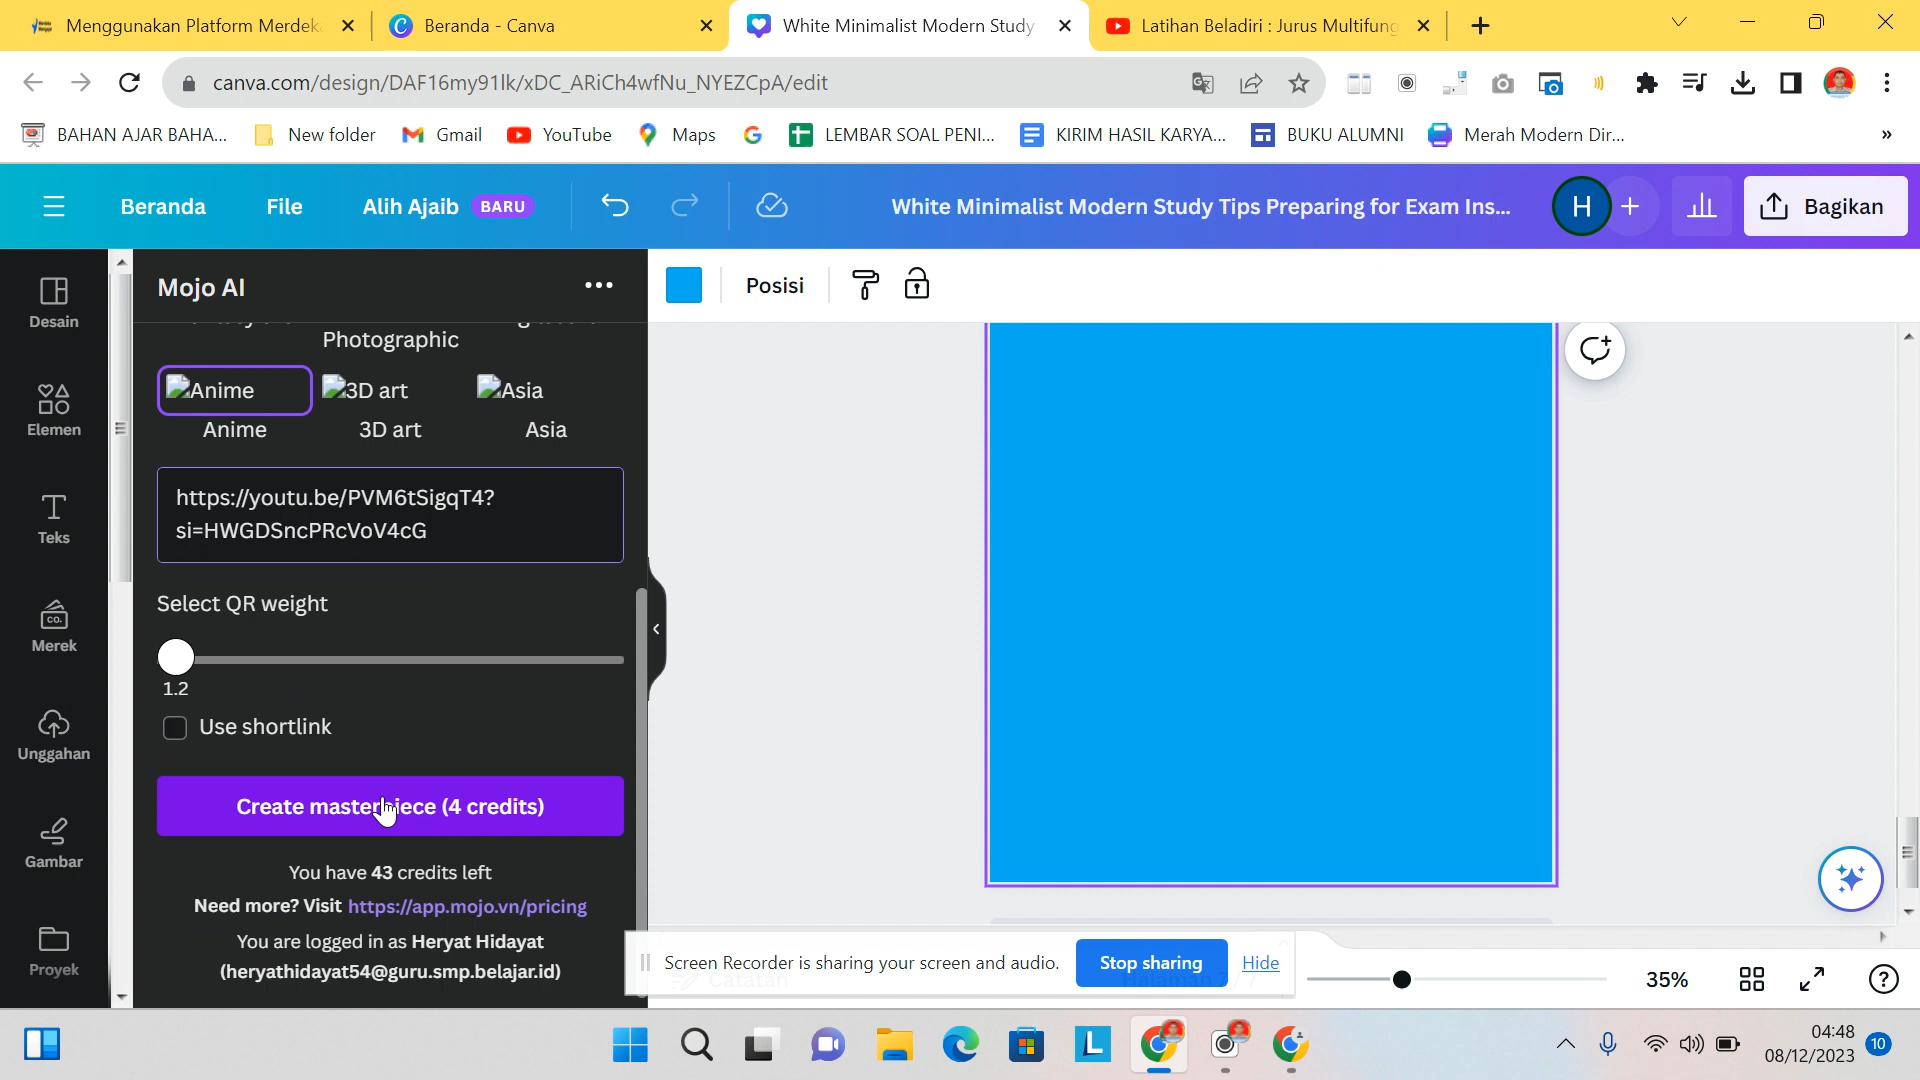 Menggunakan Platform Merdek
Beranda - Canva
White Minimalist Modern Study
Latihan Beladiri : Jurus Multifung
canva.com/design/DAF16my91lk/xDC_ARiCh4wfNu_NYEZCpA/edit
BAHAN AJAR BAHA...
New folder
Gmail
YouTube
Maps
LEMBAR SOAL PENI...
KIRIM HASIL KARYA...
BUKU ALUMNI
Merah Modern Dir...
»
Beranda
File
Alih Ajaib BARU
White Minimalist Modern Study Tips Preparing for Exam Ins...
H
Bagikan
Desain
Elemen
Teks
Merek
Unggahan
Gambar
Proyek
Mojo AI
Posisi
Photographic
Anime
3D art
Asia
Anime
3D art
Asia
https://youtu.be/PVM6tSigqT4?
si=HWGDSncPRcVoV4cG
Select QR weight
1.2
Use shortlink
Create masterpiece (4 credits)
You have 43 credits left
Need more? Visit https://app.mojo.vn/pricing
You are logged in as Heryat Hidayat
(heryathidayat54@guru.smp.belajar.id)
Screen Recorder is sharing your screen and audio.
Stop sharing
Hide
Catatan
35%
04:48
08/12/2023
10